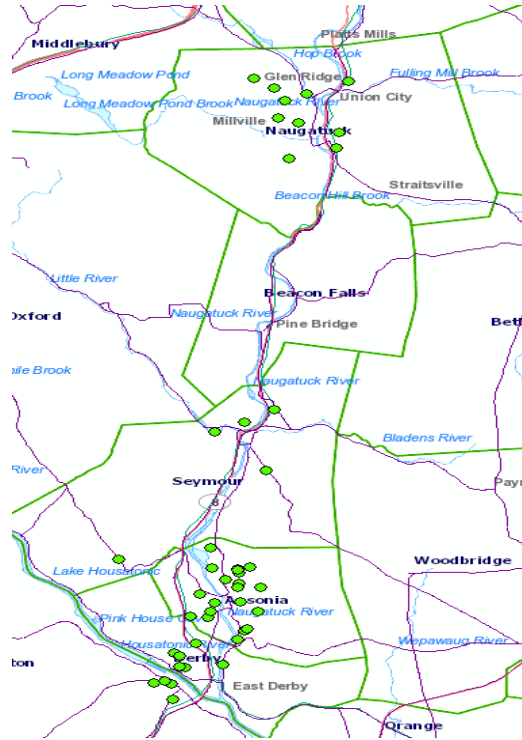 Platts Mills
Middlebury
Hop Brook
Long Meadow Pond
Glen Ridge
Fulling Mill Brook
Brook
Long Meadow Pond Brook
Naugatuck River
Union City
Millville
Naugatuck
Straitsville
Beacon Hill Brook
Little River
Beacon Falls
Oxford
Naugatuck River
Pine Bridge
Bet
mile Brook
Naugatuck River
Bladens River
River
Seymour
Pay
8
Woodbridge
Lake Housatonic
Ansonia
Pink House C
Naugatuck River
Housatonic River
Wepawaug River
Derby
ton
East Derby
Orange